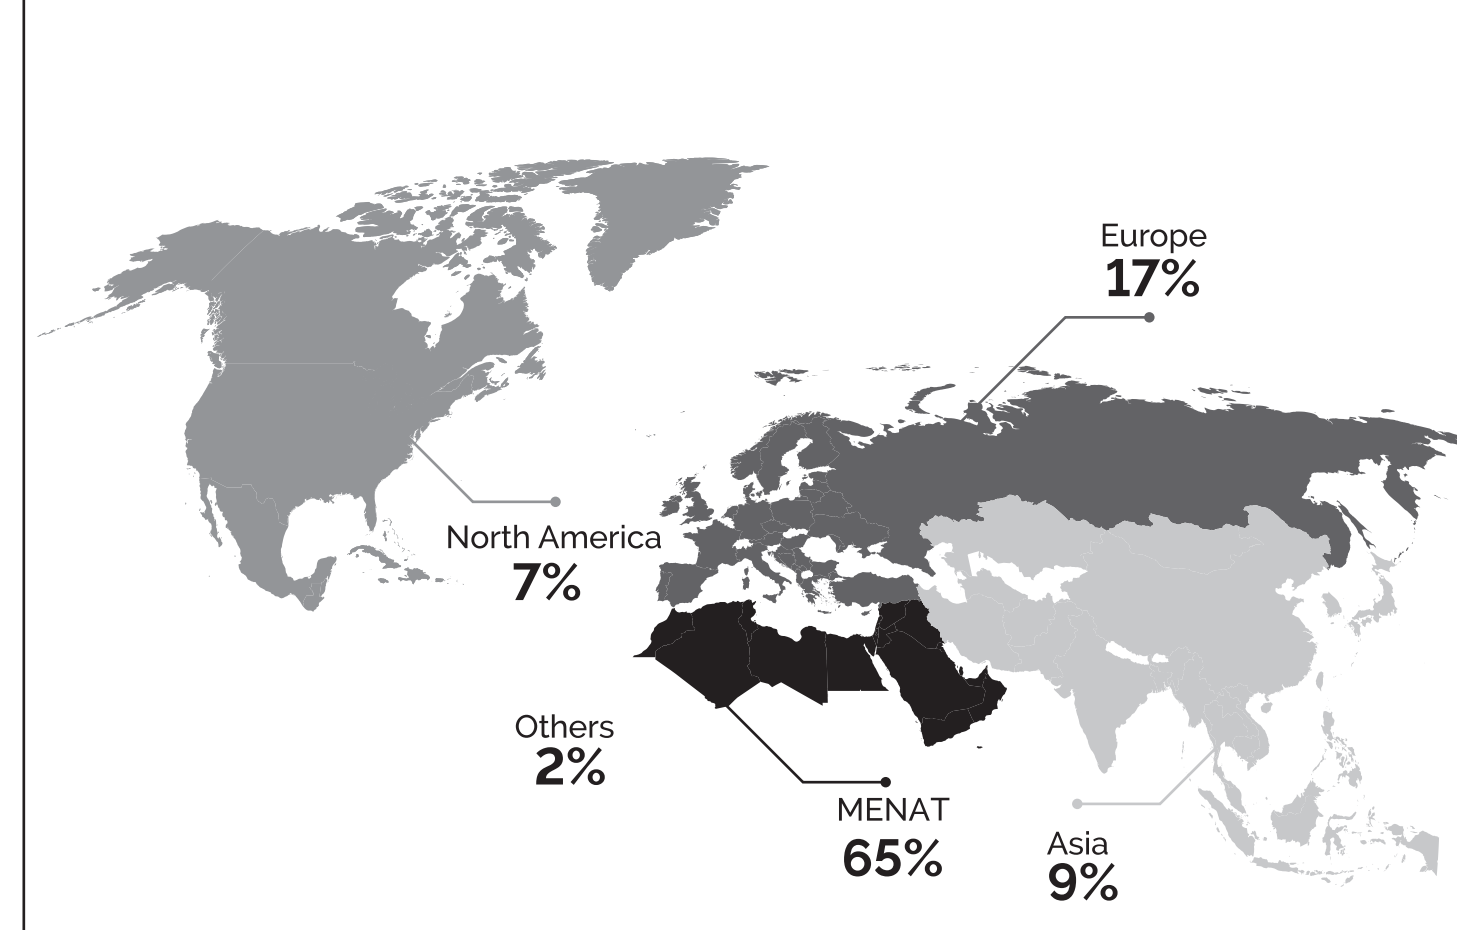 Europe
17%
North America
7%
Others
2%
MENAT
65%
Asia
9%